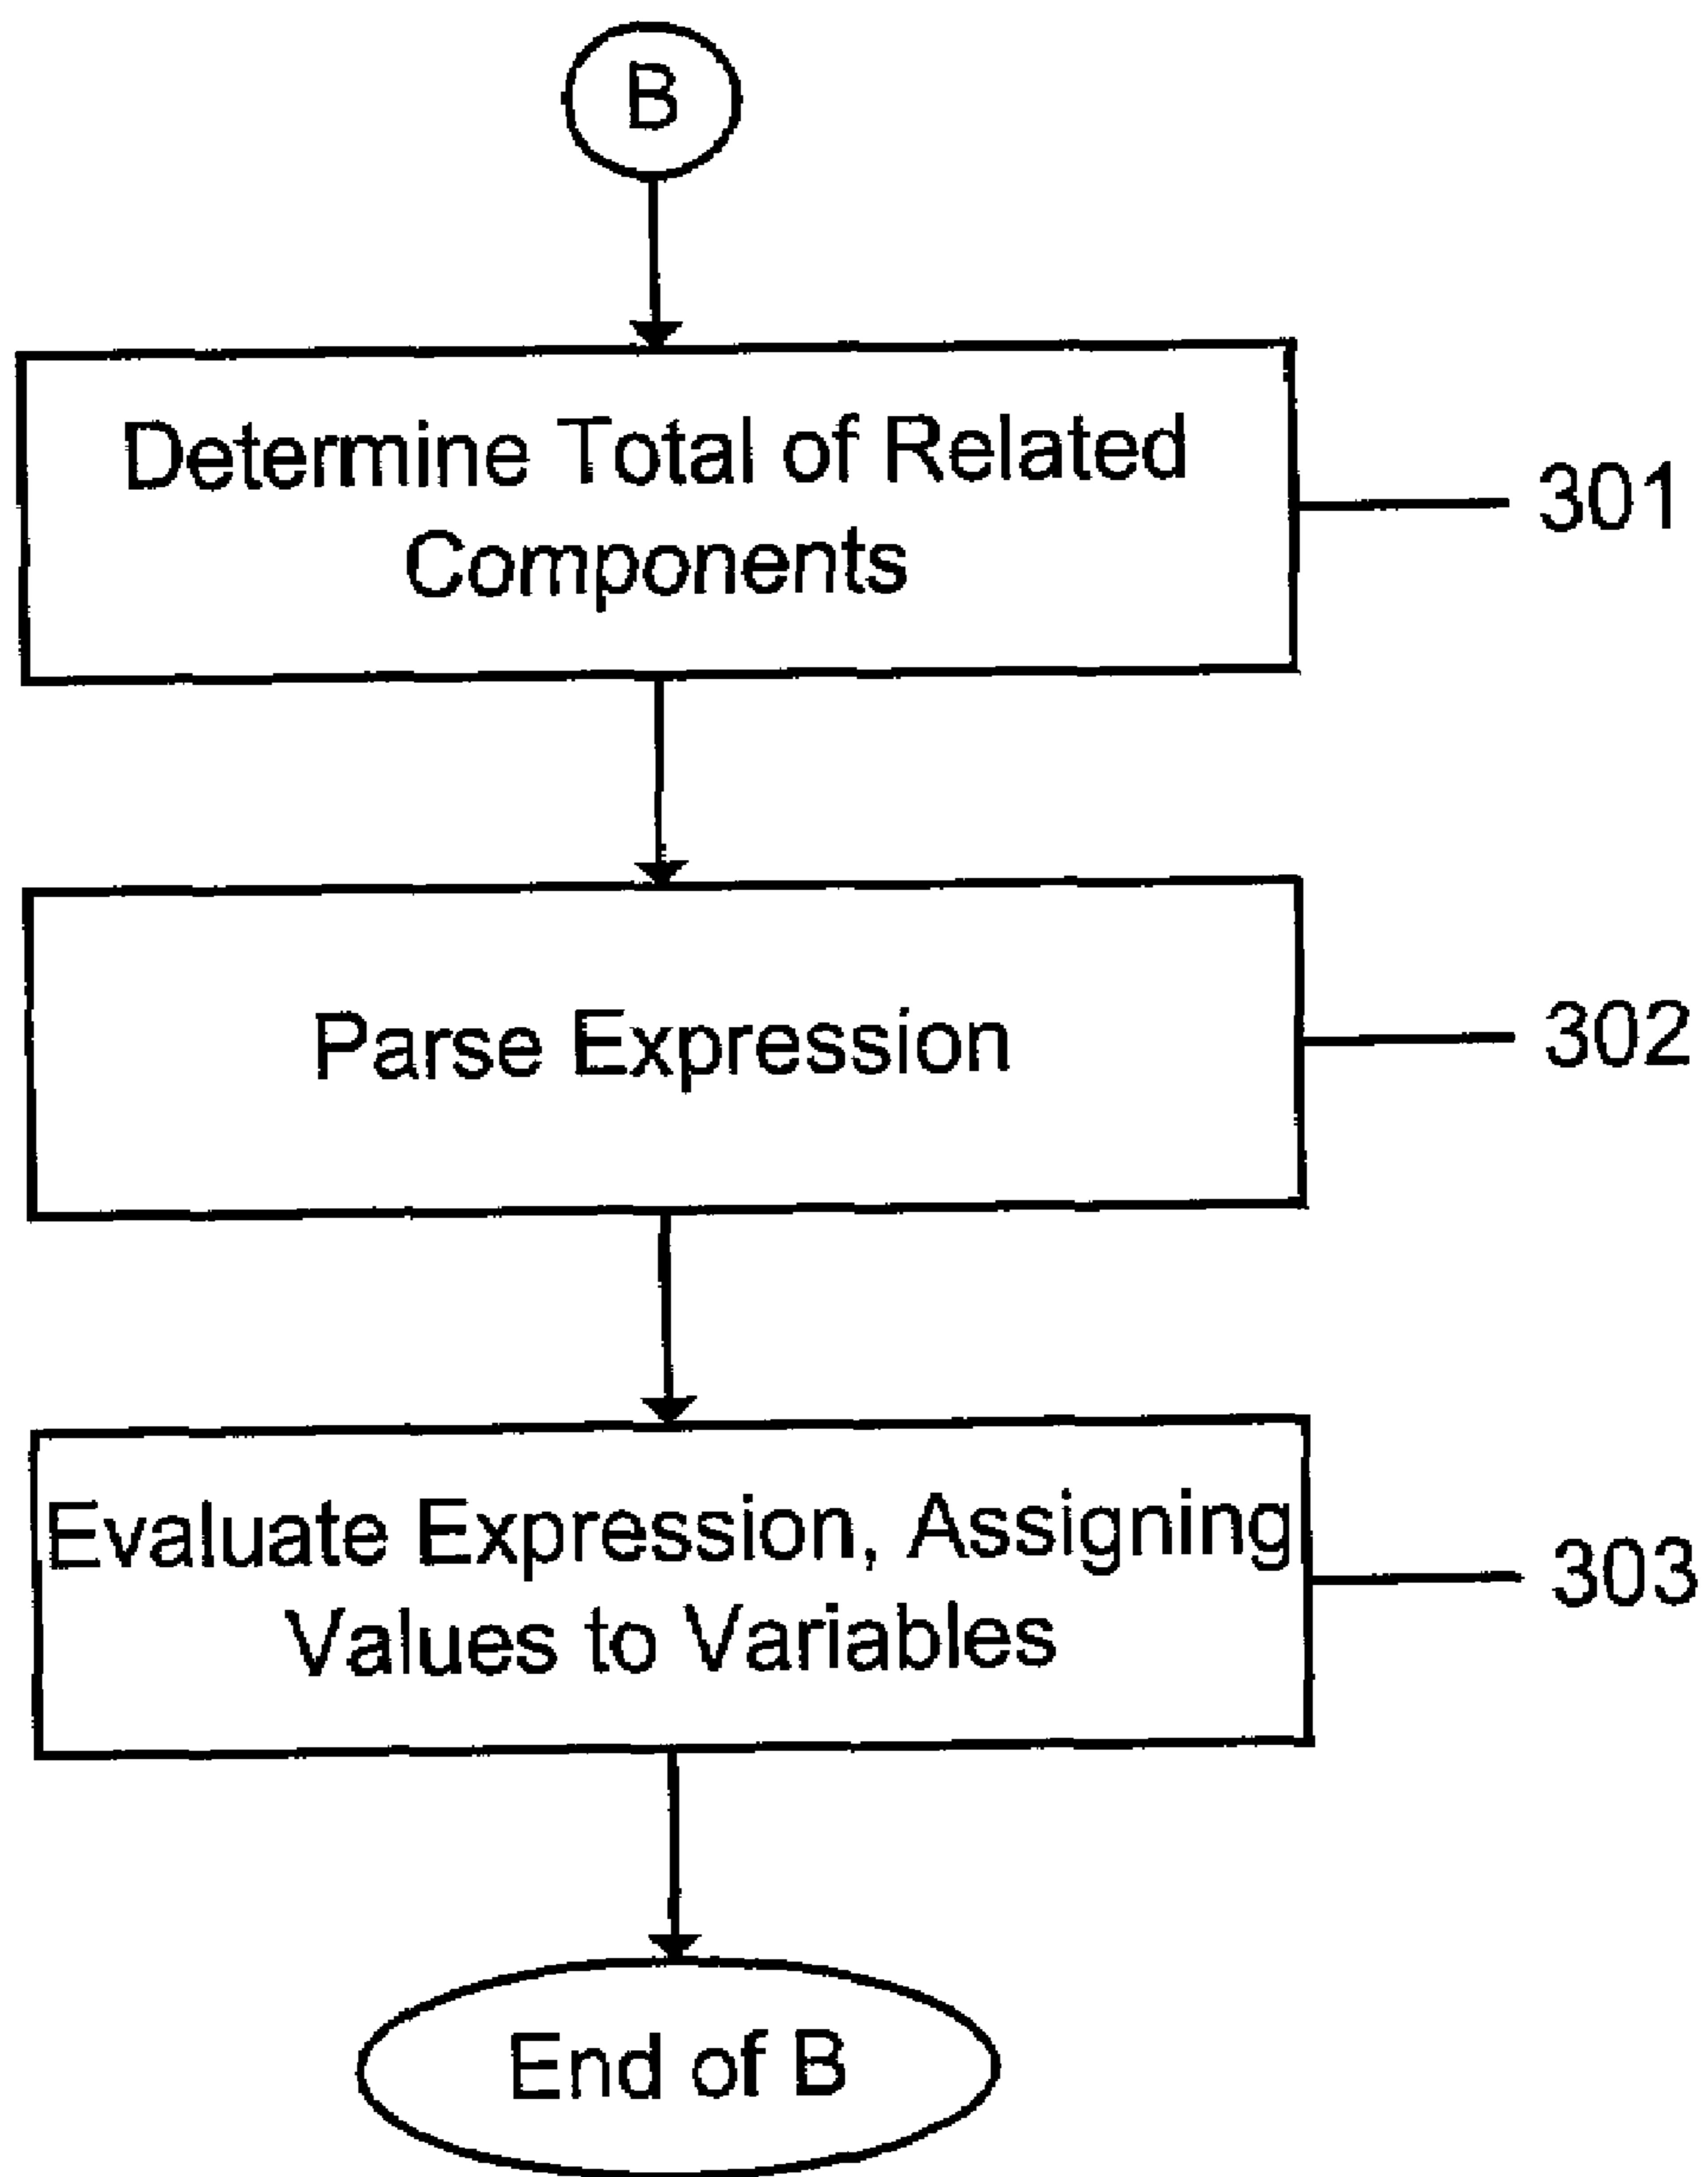 B
Determine Total of Related
Components
301
Parse Expression
302
Evaluate Expression, Assigning
Values to Variables
303
End of B